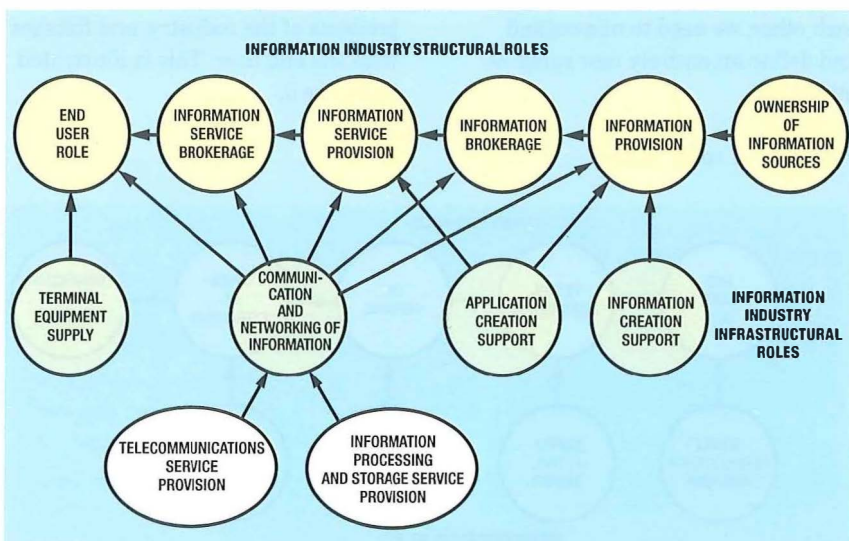 INFORMATION INDUSTRY STRUCTURAL ROLES
END
USER
ROLE
INFORMATION
SERVICE
BROKERAGE
INFORMATION
SERVICE
PROVISION
INFORMATION
BROKERAGE
INFORMATION
PROVISION
OWNERSHIP
OF
INFORMATION
SOURCES
TERMINAL
EQUIPMENT
SUPPLY
COMMUNI-
CATION
AND
NETWORKING OF
INFORMATION
APPLICATION
CREATION
SUPPORT
INFORMATION
CREATION
SUPPORT
INFORMATION
INDUSTRY
INFRASTRUCTURAL
ROLES
TELECOMMUNICATIONS
SERVICE
PROVISION
INFORMATION
PROCESSING
AND STORAGE SERVICE
PROVISION